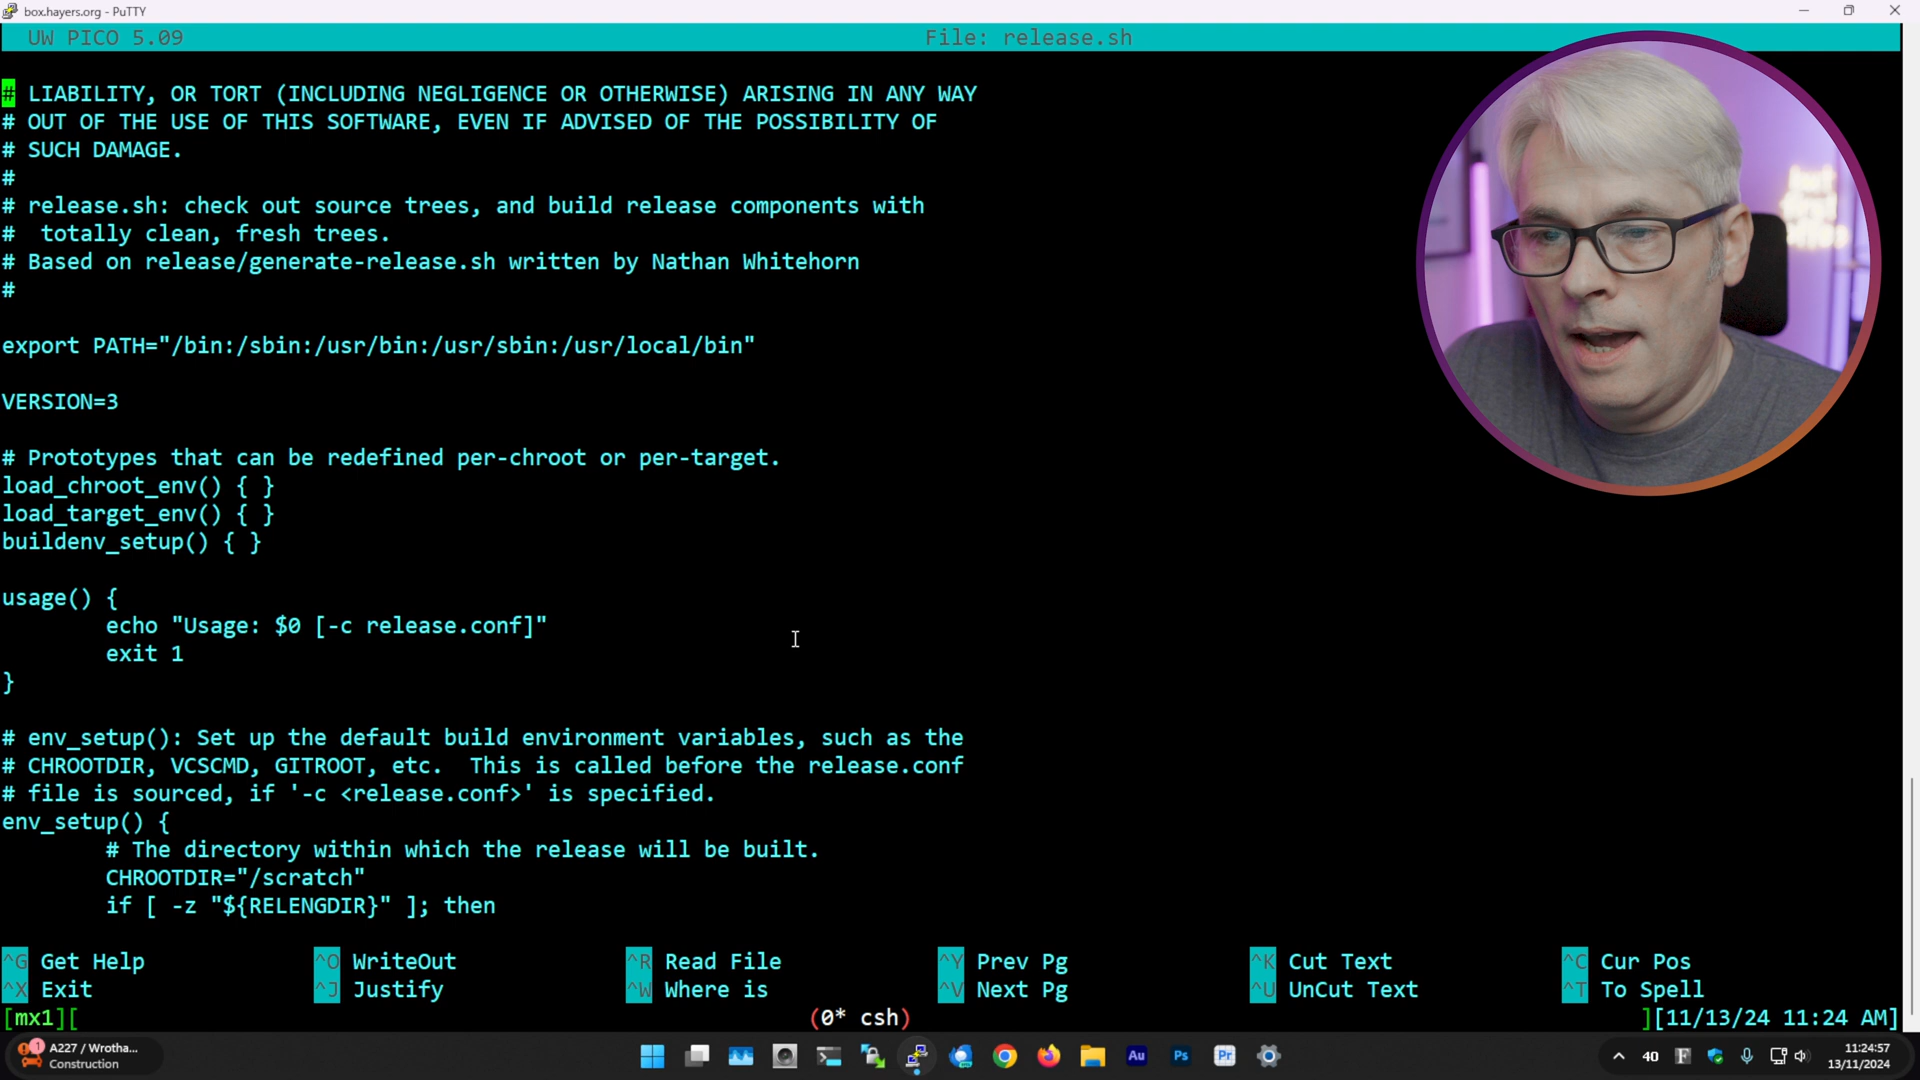 box.hayers.org - PuTTY
UW PICO 5.09 File: release.sh
# LIABILITY, OR TORT (INCLUDING NEGLIGENCE OR OTHERWISE) ARISING IN ANY WAY
# OUT OF THE USE OF THIS SOFTWARE, EVEN IF ADVISED OF THE POSSIBILITY OF
# SUCH DAMAGE.
#
# release.sh: check out source trees, and build release components with
#  totally clean, fresh trees.
# Based on release/generate-release.sh written by Nathan Whitehorn
#
export PATH="/bin:/sbin:/usr/bin:/usr/sbin:/usr/local/bin"
VERSION=3
# Prototypes that can be redefined per-chroot or per-target.
load_chroot_env() { }
load_target_env() { }
buildenv_setup() { }
usage() {
echo "Usage: $0 [-c release.conf]"
exit 1
}
# env_setup(): Set up the default build environment variables, such as the
# CHROOTDIR, VCSCMD, GITROOT, etc.  This is called before the release.conf
# file is sourced, if '-c <release.conf>' is specified.
env_setup() {
# The directory within which the release will be built.
CHROOTDIR="/scratch"
if [ -z "${RELENGDIR}" ]; then
^G Get Help ^O WriteOut ^R Read File ^Y Prev Pg ^K Cut Text ^C Cur Pos
^X Exit ^J Justify ^W Where is ^V Next Pg ^U UnCut Text ^T To Spell
[mx1][ (0* csh) ][11/13/24 11:24 AM]
1 A227 / Wrotha...
Construction
Au Ps Pr
40
11:24:57
13/11/2024